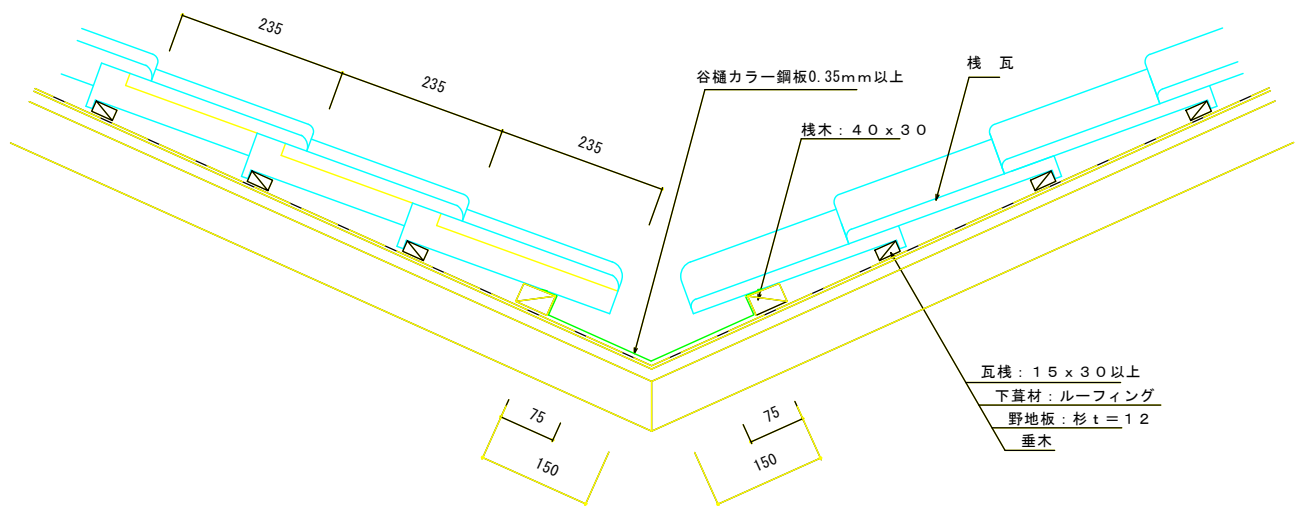 235
235
235
谷樋カラー鋼板0.35mm以上
桟　瓦
桟木：４０ｘ３０
瓦桟：１５ｘ３０以上
下葺材：ルーフィング
野地板：杉ｔ＝１２
垂木
75
150
75
150